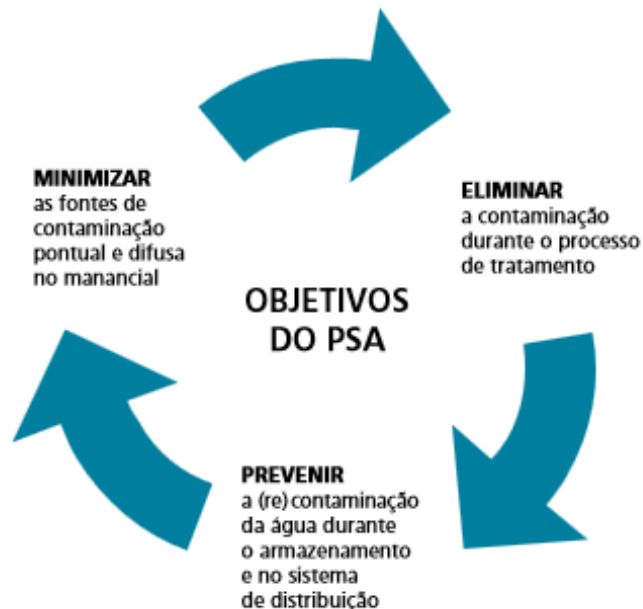 MINIMIZAR
as fontes de
contaminação
pontual e difusa
no manancial
ELIMINAR
a contaminação
durante o processo
de tratamento
OBJETIVOS
DO PSA
PREVENIR
a (re)contaminação
da água durante
o armazenamento
e no sistema
de distribuição